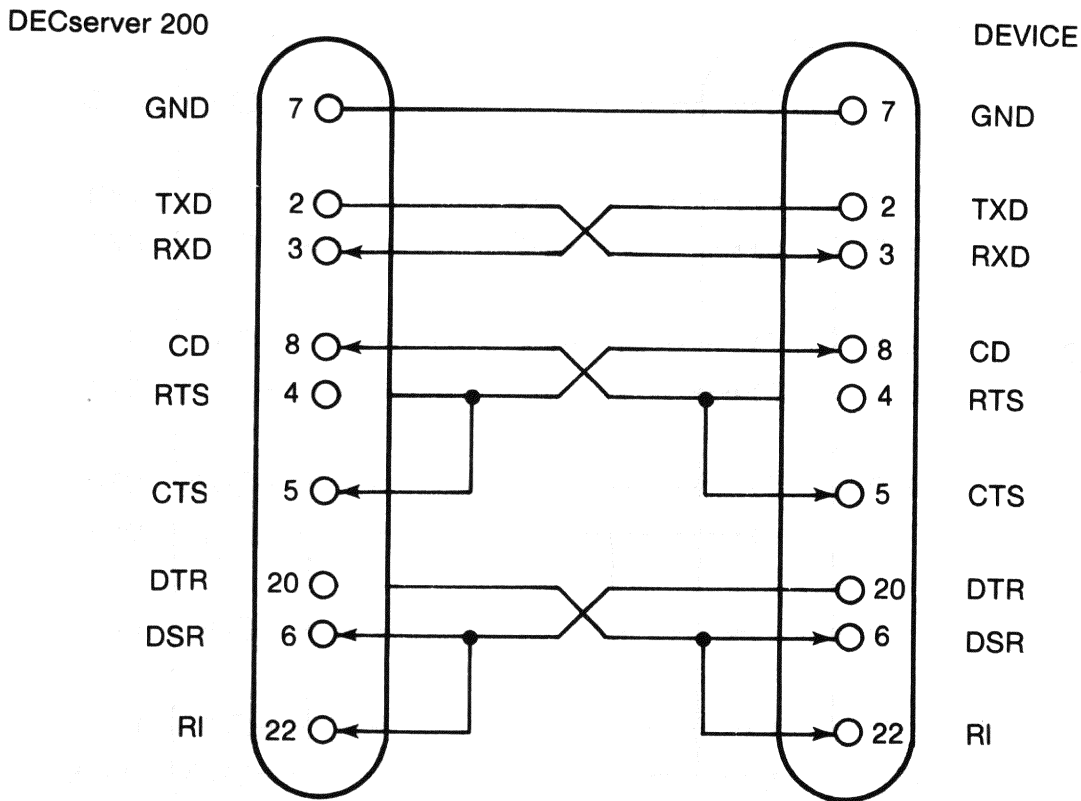 DECserver 200 DEVICE
GND 7 7 GND
TXD 2 2 TXD
RXD 3 3 RXD
CD 8 8 CD
RTS 4 4 RTS
CTS 5 5 CTS
DTR 20 20 DTR
DSR 6 6 DSR
RI 22 22 RI